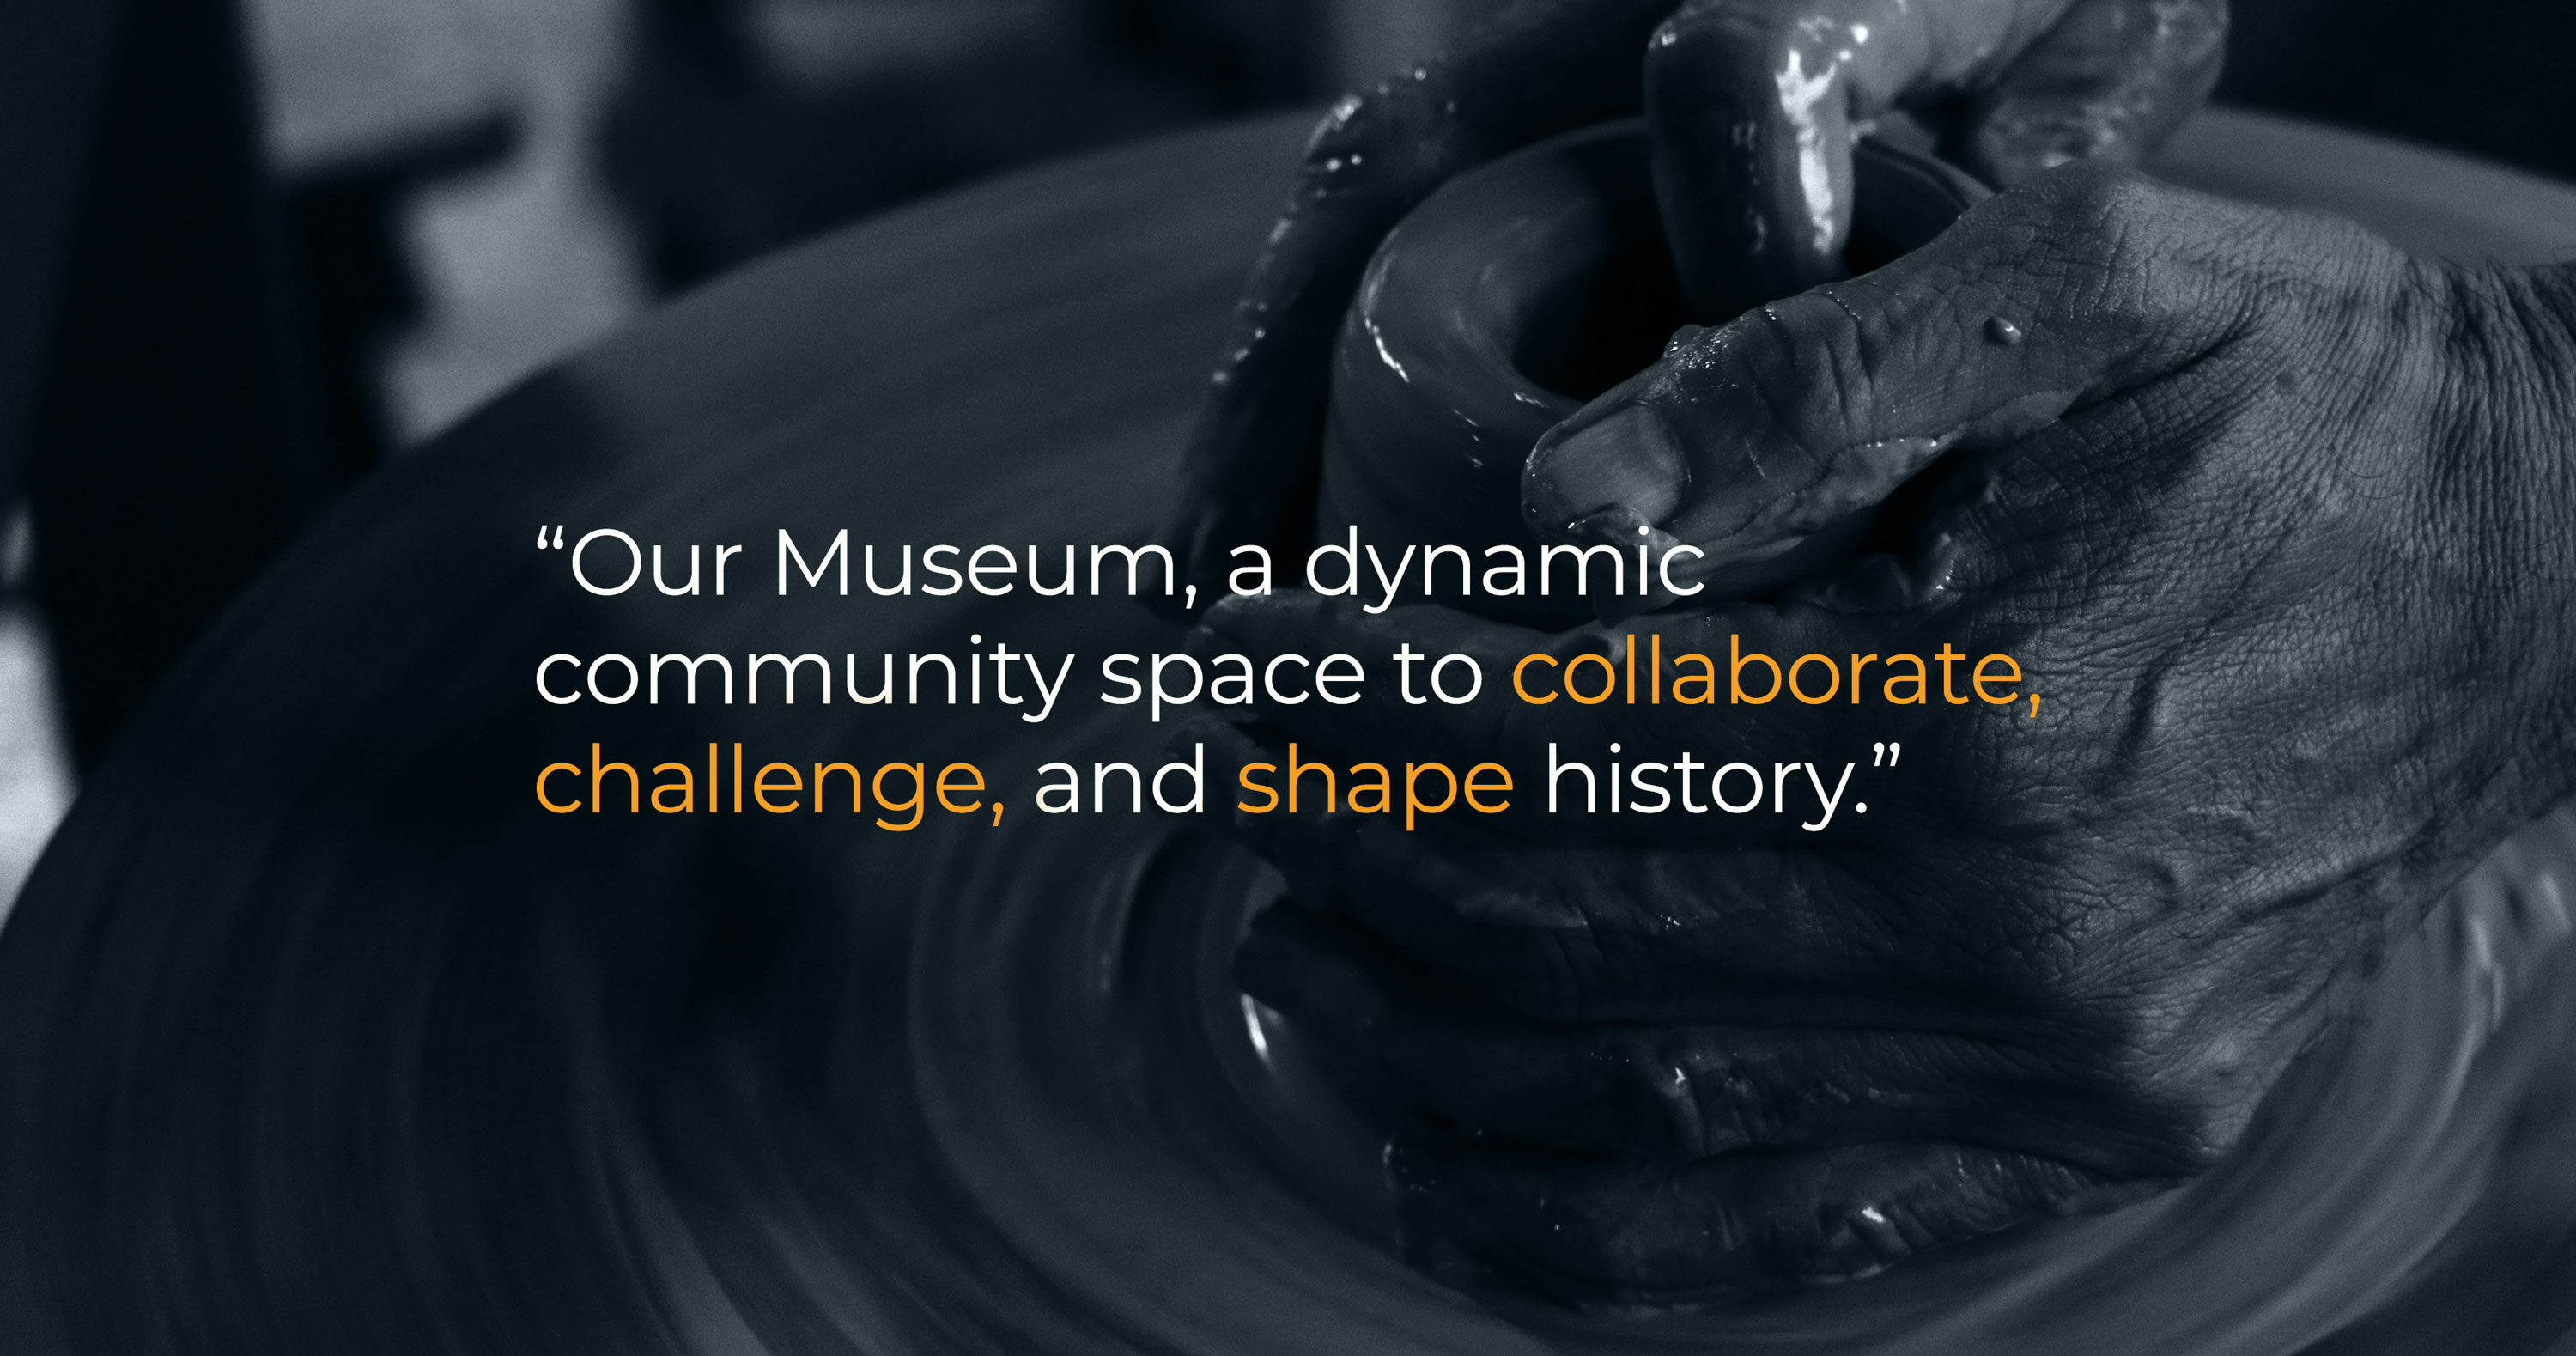 “Our Museum, a dynamic
community space to collaborate,
challenge, and shape history.”